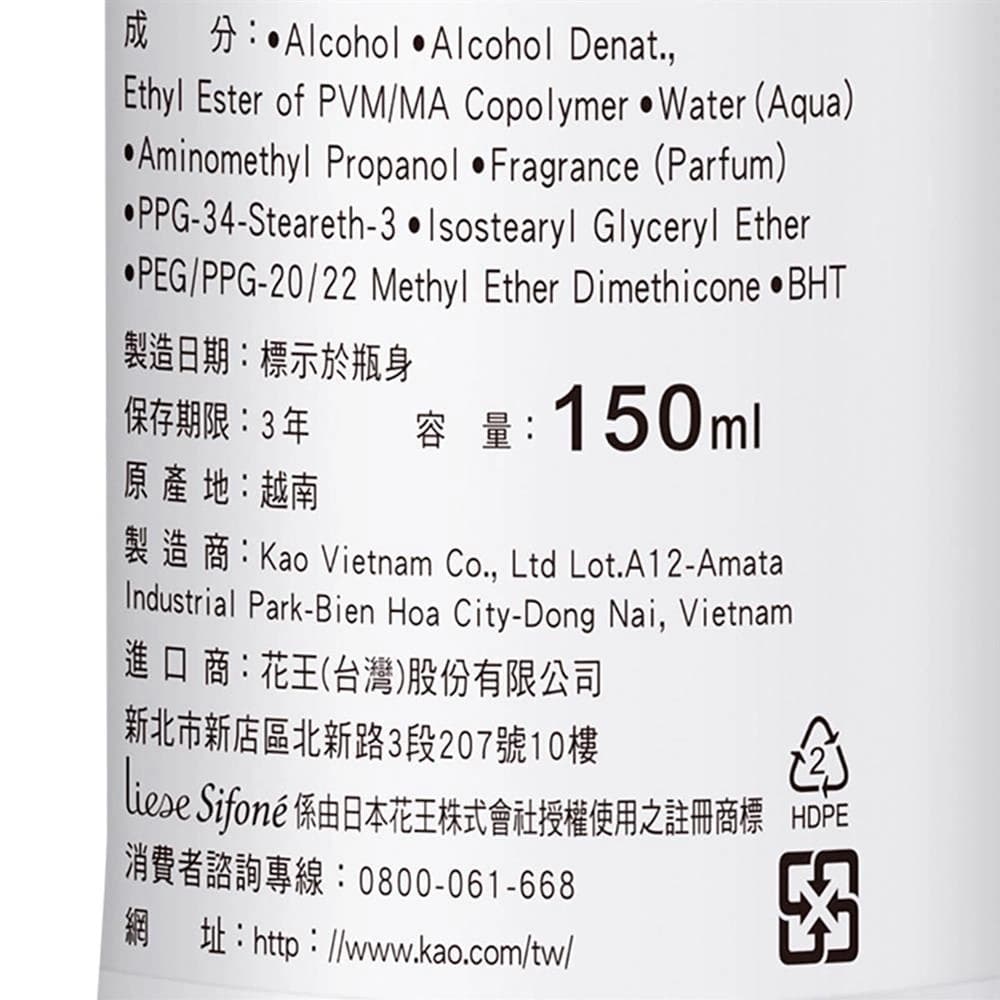 成 分：•Alcohol •Alcohol Denat.,
Ethyl Ester of PVM/MA Copolymer •Water (Aqua)
•Aminomethyl Propanol •Fragrance (Parfum)
•PPG-34-Steareth-3 •Isostearyl Glyceryl Ether
•PEG/PPG-20/22 Methyl Ether Dimethicone •BHT
製造日期：標示於瓶身
保存期限：3年 容 量：150ml
原 產 地：越南
製 造 商：Kao Vietnam Co., Ltd Lot.A12-Amata
Industrial Park-Bien Hoa City-Dong Nai, Vietnam
進 口 商：花王(台灣)股份有限公司
新北市新店區北新路3段207號10樓
2
liese Sifoné 係由日本花王株式會社授權使用之註冊商標
HDPE
消費者諮詢專線：0800-061-668
網 址：http：//www.kao.com/tw/